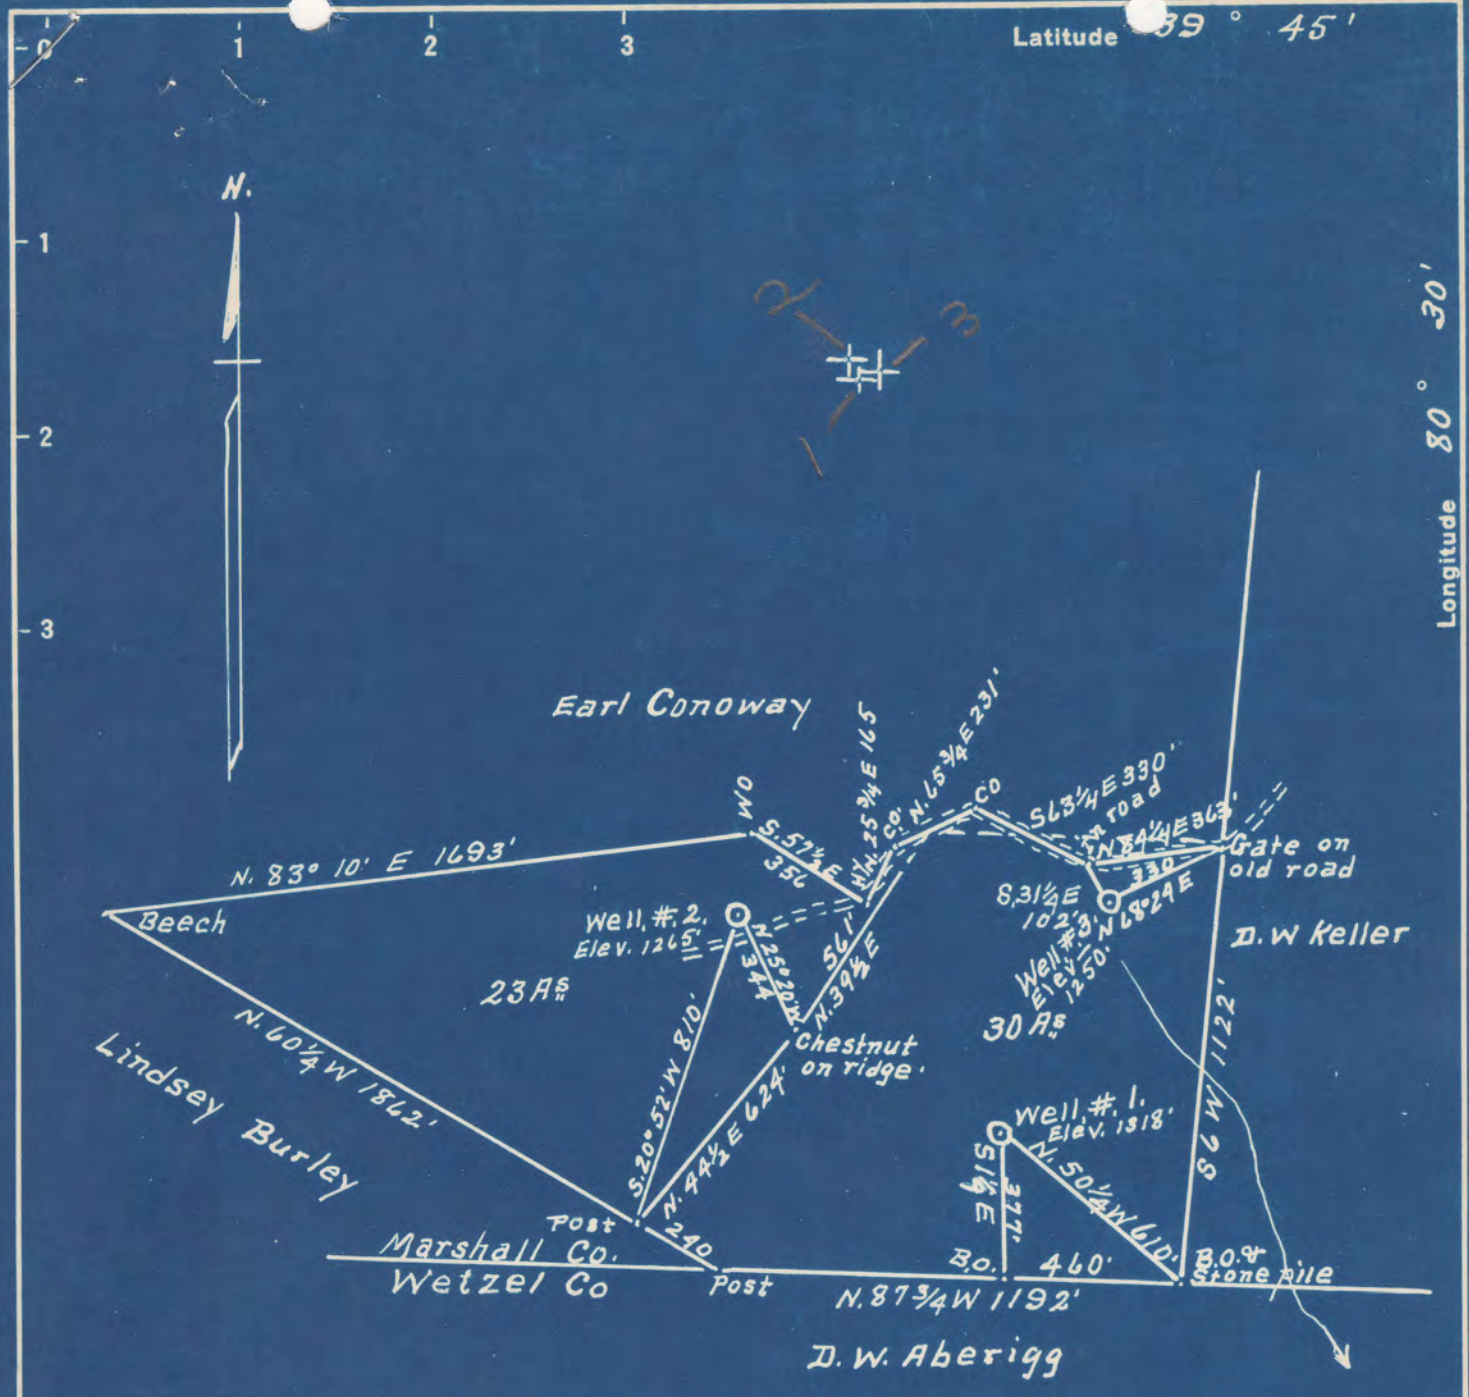 0
1
2
3
Latitude 39° 45'
N.
1
2
3
2
3
1
Longitude 80° 30'
Earl Conoway
N. 83° 10' E 1693'
Beech
WO
S. 57½ E
356
N. 25¾ E 165
CO.
N. 65¾ E 231'
CO
S 63¼ E 330'
in road
N 84¼ E 363'
330
N 68°24 E
Gate on
old road
S. 31¼ E
102'
Well #3.
Elev.
1250.
30 As
D. W Keller
S 6 W 1122'
Well, #. 2.
Elev. 1265'
N 25° 20' W.
344
561'
N. 39½ E
Chestnut
on ridge.
23 As
S. 20° 52' W 810'
N. 44½ E 624'
N. 60¼ W 1862'
Lindsey Burley
Well, #. 1.
Elev. 1318'
377'
N. 50¼ W 610'
Post
240
Marshall Co.
Wetzel Co
Post
B.O.
460'
B.O. &
Stone pile
N. 87¾ W 1192'
D. W. Aberigg